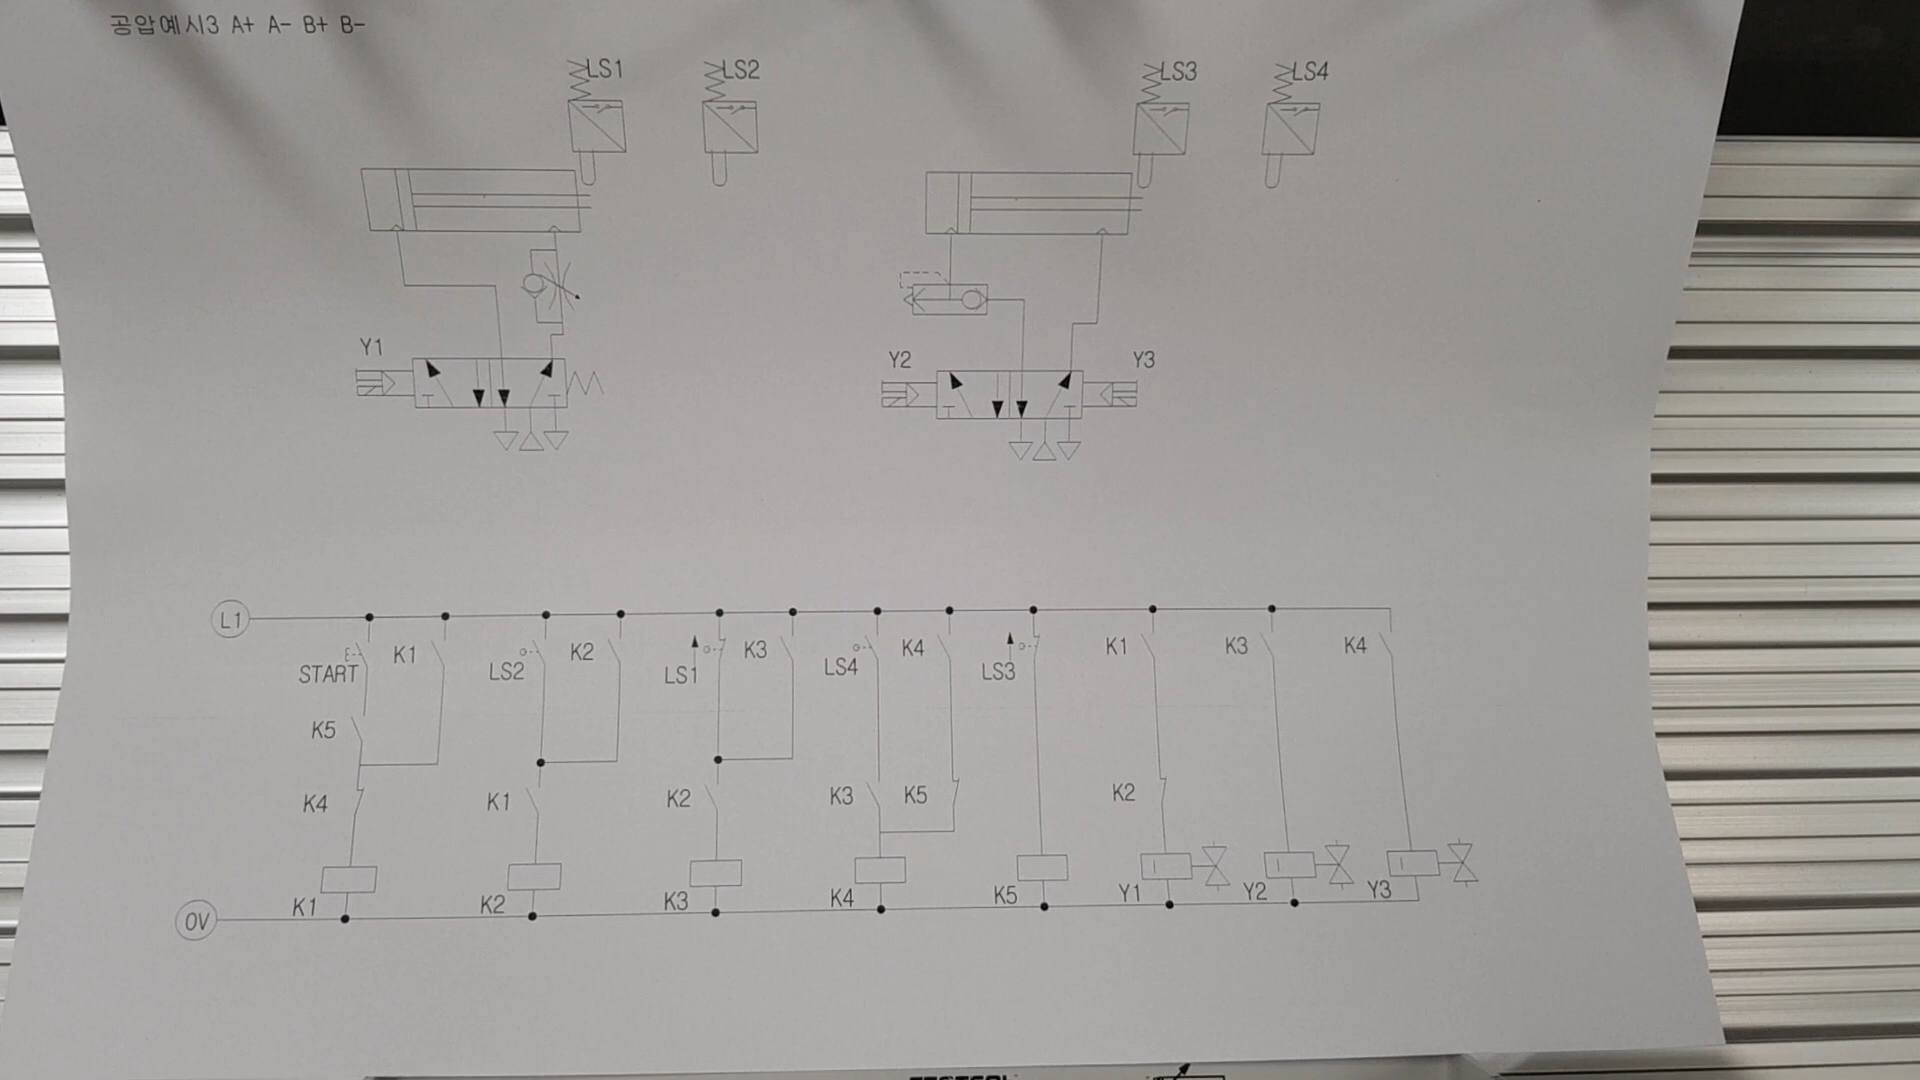 공압예시3 A+ A- B+ B-
LS1 LS2 LS3 LS4
Y1 Y2 Y3
L1
START K1 LS2 K2 LS1 K3 LS4 K4 LS3 K1 K3 K4
K5
K4 K1 K2 K3 K5 K2
K1 K2 K3 K4 K5 Y1 Y2 Y3
0V